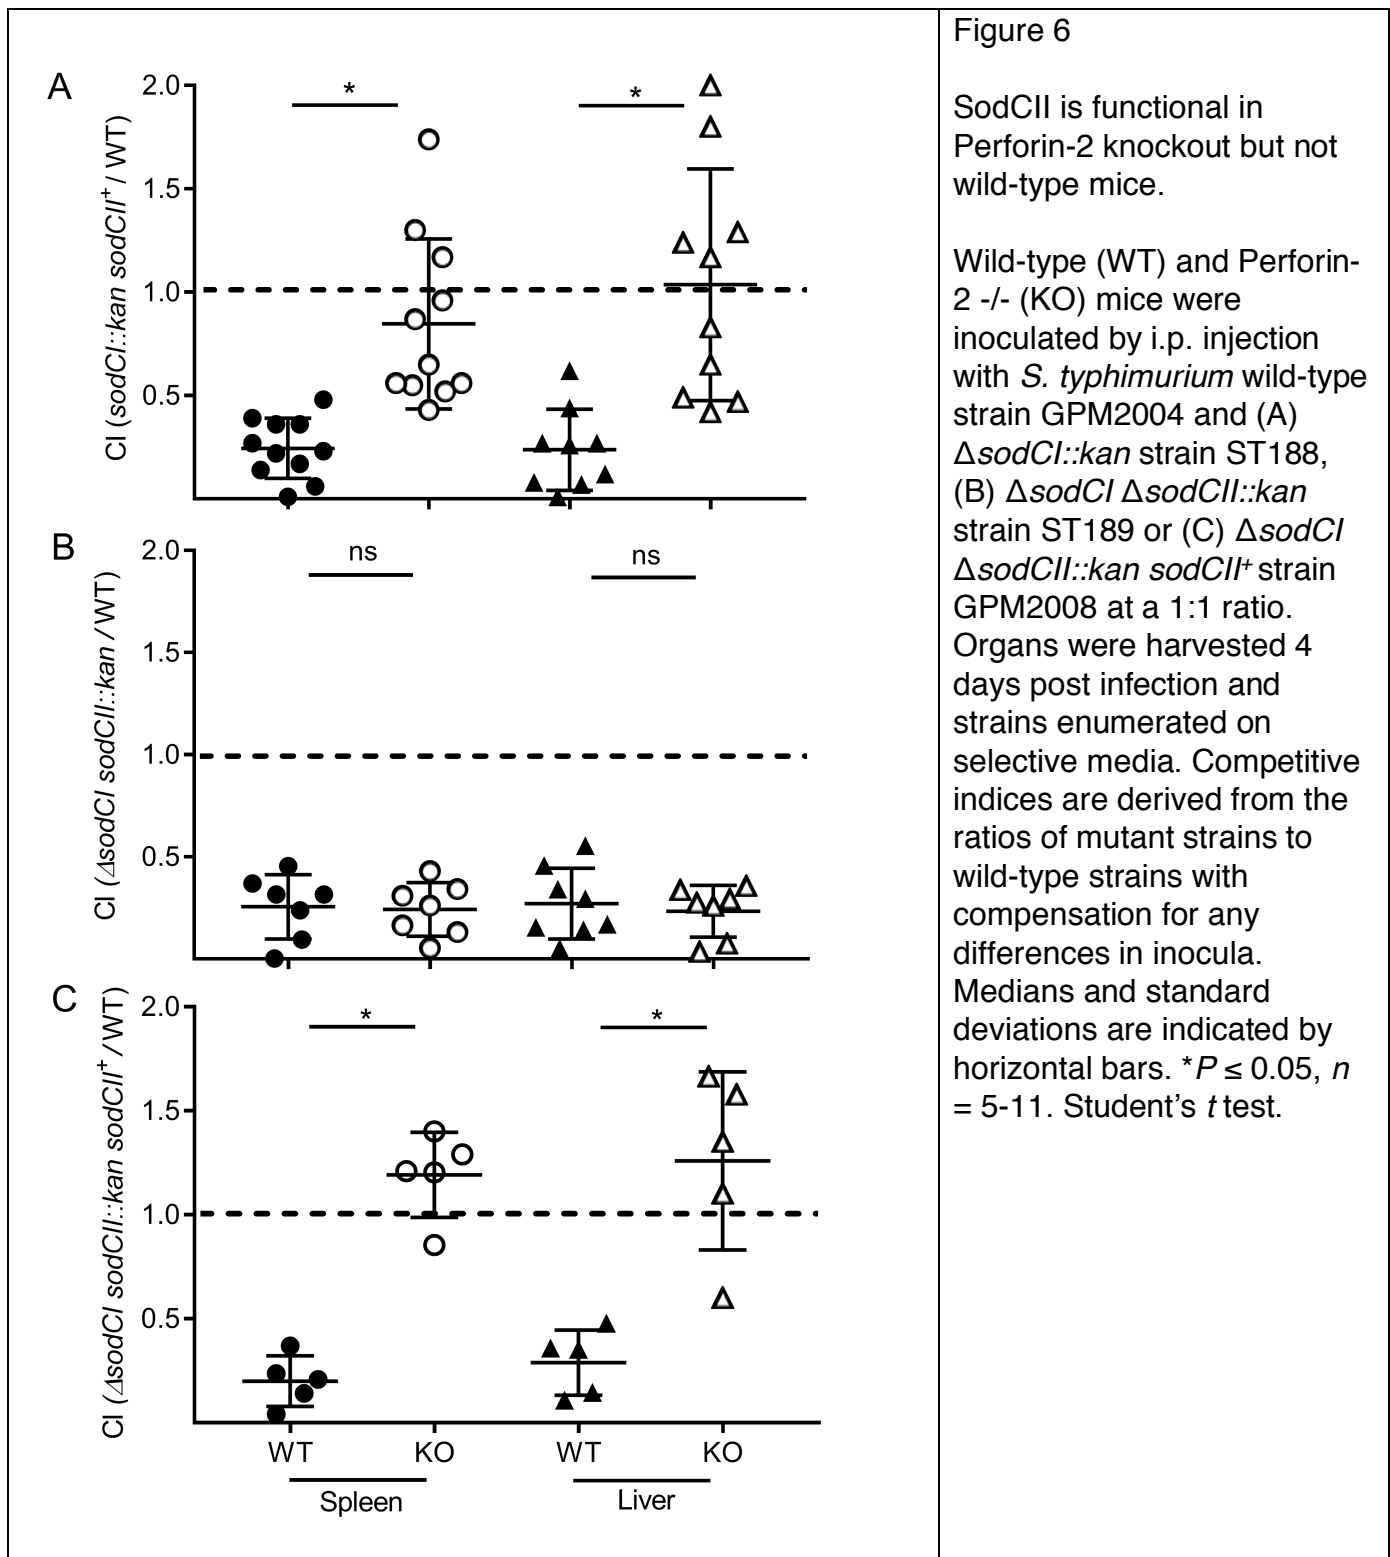 A
CI (sodCI::kan sodCII+ / WT)
2.0
1.5
1.0
0.5
*
*
B
CI (ΔsodCI sodCII::kan / WT)
2.0
1.5
1.0
0.5
ns
ns
C
CI (ΔsodCI sodCII::kan sodCII+ / WT)
2.0
1.5
1.0
0.5
*
*
WT
KO
WT
KO
Spleen
Liver
Figure 6
SodCII is functional in
Perforin-2 knockout but not
wild-type mice.
Wild-type (WT) and Perforin-
2 -/- (KO) mice were
inoculated by i.p. injection
with S. typhimurium wild-type
strain GPM2004 and (A)
ΔsodCI::kan strain ST188,
(B) ΔsodCI ΔsodCII::kan
strain ST189 or (C) ΔsodCI
ΔsodCII::kan sodCII+ strain
GPM2008 at a 1:1 ratio.
Organs were harvested 4
days post infection and
strains enumerated on
selective media. Competitive
indices are derived from the
ratios of mutant strains to
wild-type strains with
compensation for any
differences in inocula.
Medians and standard
deviations are indicated by
horizontal bars. *P ≤ 0.05, n
= 5-11. Student’s t test.